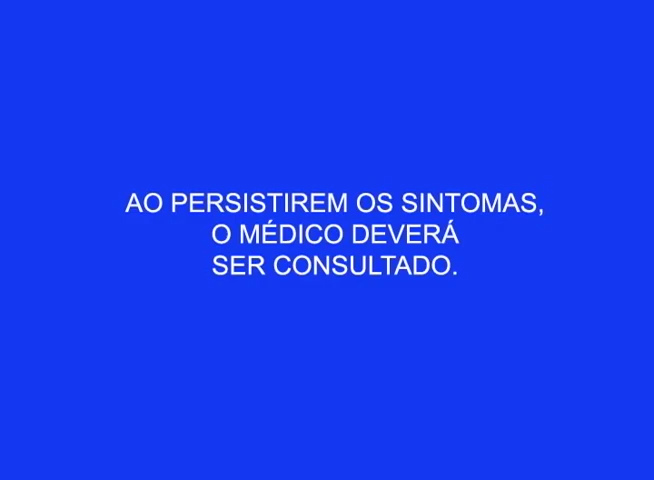 AO PERSISTIREM OS SINTOMAS,
O MÉDICO DEVERÁ
SER CONSULTADO.